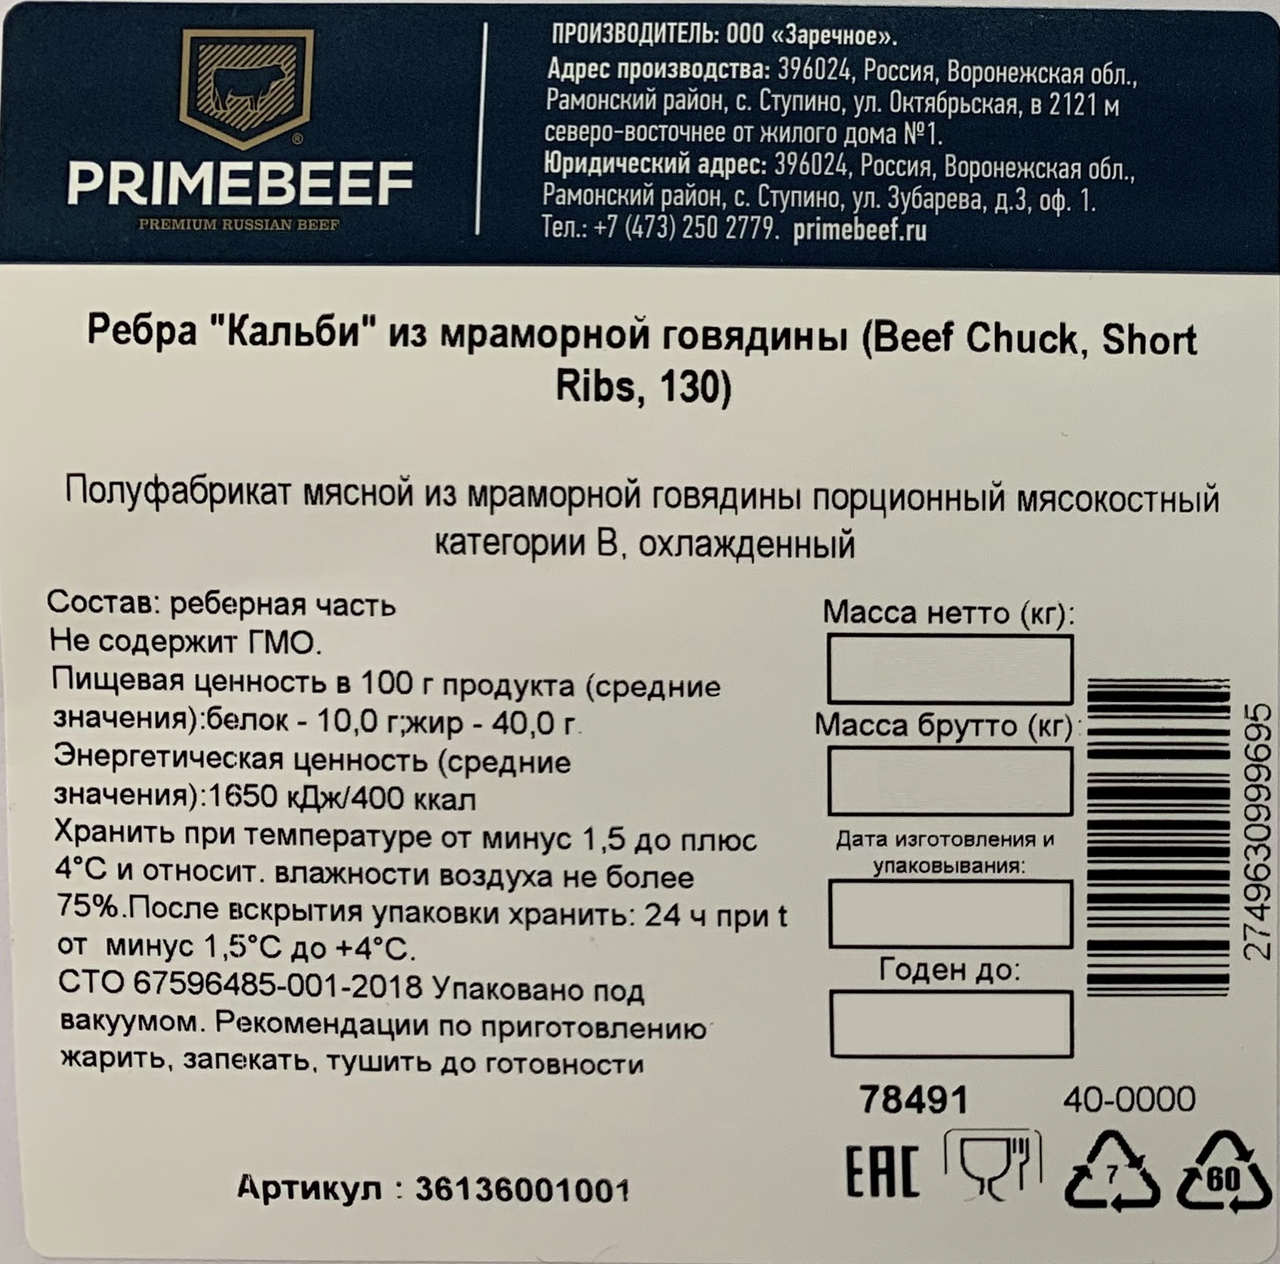 ПРОИЗВОДИТЕЛЬ: ООО «Заречное».
Адрес производства: 396024, Россия, Воронежская обл.,
Рамонский район, с. Ступино, ул. Октябрьская, в 2121 м
северо-восточнее от жилого дома №1.
Юридический адрес: 396024, Россия, Воронежская обл.,
Рамонский район, с. Ступино, ул. Зубарева, д.3, оф. 1.
Тел.: +7 (473) 250 2779. primebeef.ru
®
PRIMEBEEF
PREMIUM RUSSIAN BEEF
Ребра "Кальби" из мраморной говядины (Beef Chuck, Short
Ribs, 130)
Полуфабрикат мясной из мраморной говядины порционный мясокостный
категории В, охлажденный
Состав: реберная часть
Не содержит ГМО.
Пищевая ценность в 100 г продукта (средние
значения):белок - 10,0 г;жир - 40,0 г.
Энергетическая ценность (средние
значения):1650 кДж/400 ккал
Хранить при температуре от минус 1,5 до плюс
4°С и относит. влажности воздуха не более
75%.После вскрытия упаковки хранить: 24 ч при t
от минус 1,5°С до +4°С.
СТО 67596485-001-2018 Упаковано под
вакуумом. Рекомендации по приготовлению
жарить, запекать, тушить до готовности
Артикул : 36136001001
Масса нетто (кг):
Масса брутто (кг):
Дата изготовления и
упаковывания:
Годен до:
2749630999695
78491 40-0000
EAC 7 60